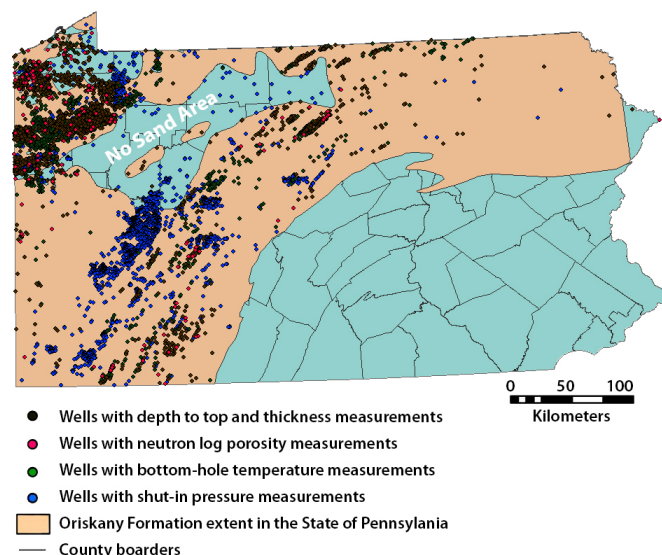 No Sand Area
0 50 100
Kilometers
Wells with depth to top and thickness measurements
Wells with neutron log porosity measurements
Wells with bottom-hole temperature measurements
Wells with shut-in pressure measurements
Oriskany Formation extent in the State of Pennsylania
County boarders